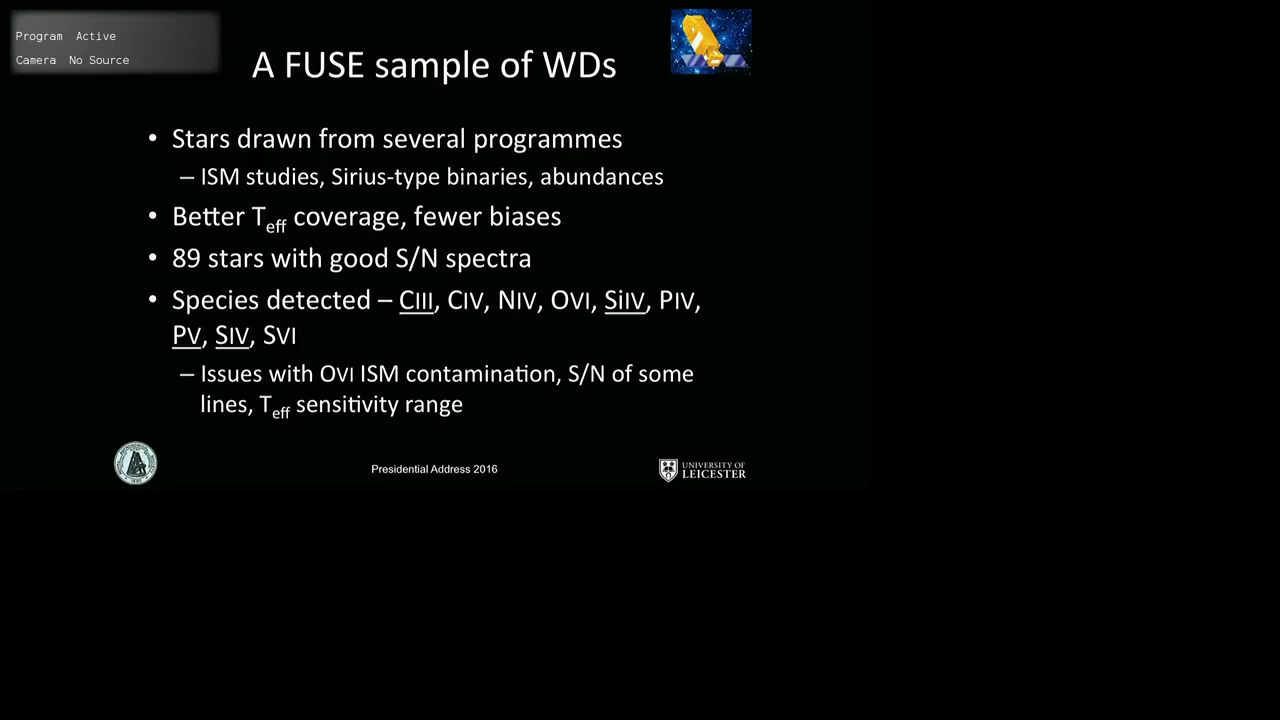 Program Active
Camera No Source
A FUSE sample of WDs
• Stars drawn from several programmes
– ISM studies, Sirius-type binaries, abundances
• Better Teff coverage, fewer biases
• 89 stars with good S/N spectra
• Species detected – CIII, CIV, NIV, OVI, SiIV, PIV,
PV, SIV, SVI
– Issues with OVI ISM contamination, S/N of some
lines, Teff sensitivity range
Presidential Address 2016
UNIVERSITY OF
LEICESTER